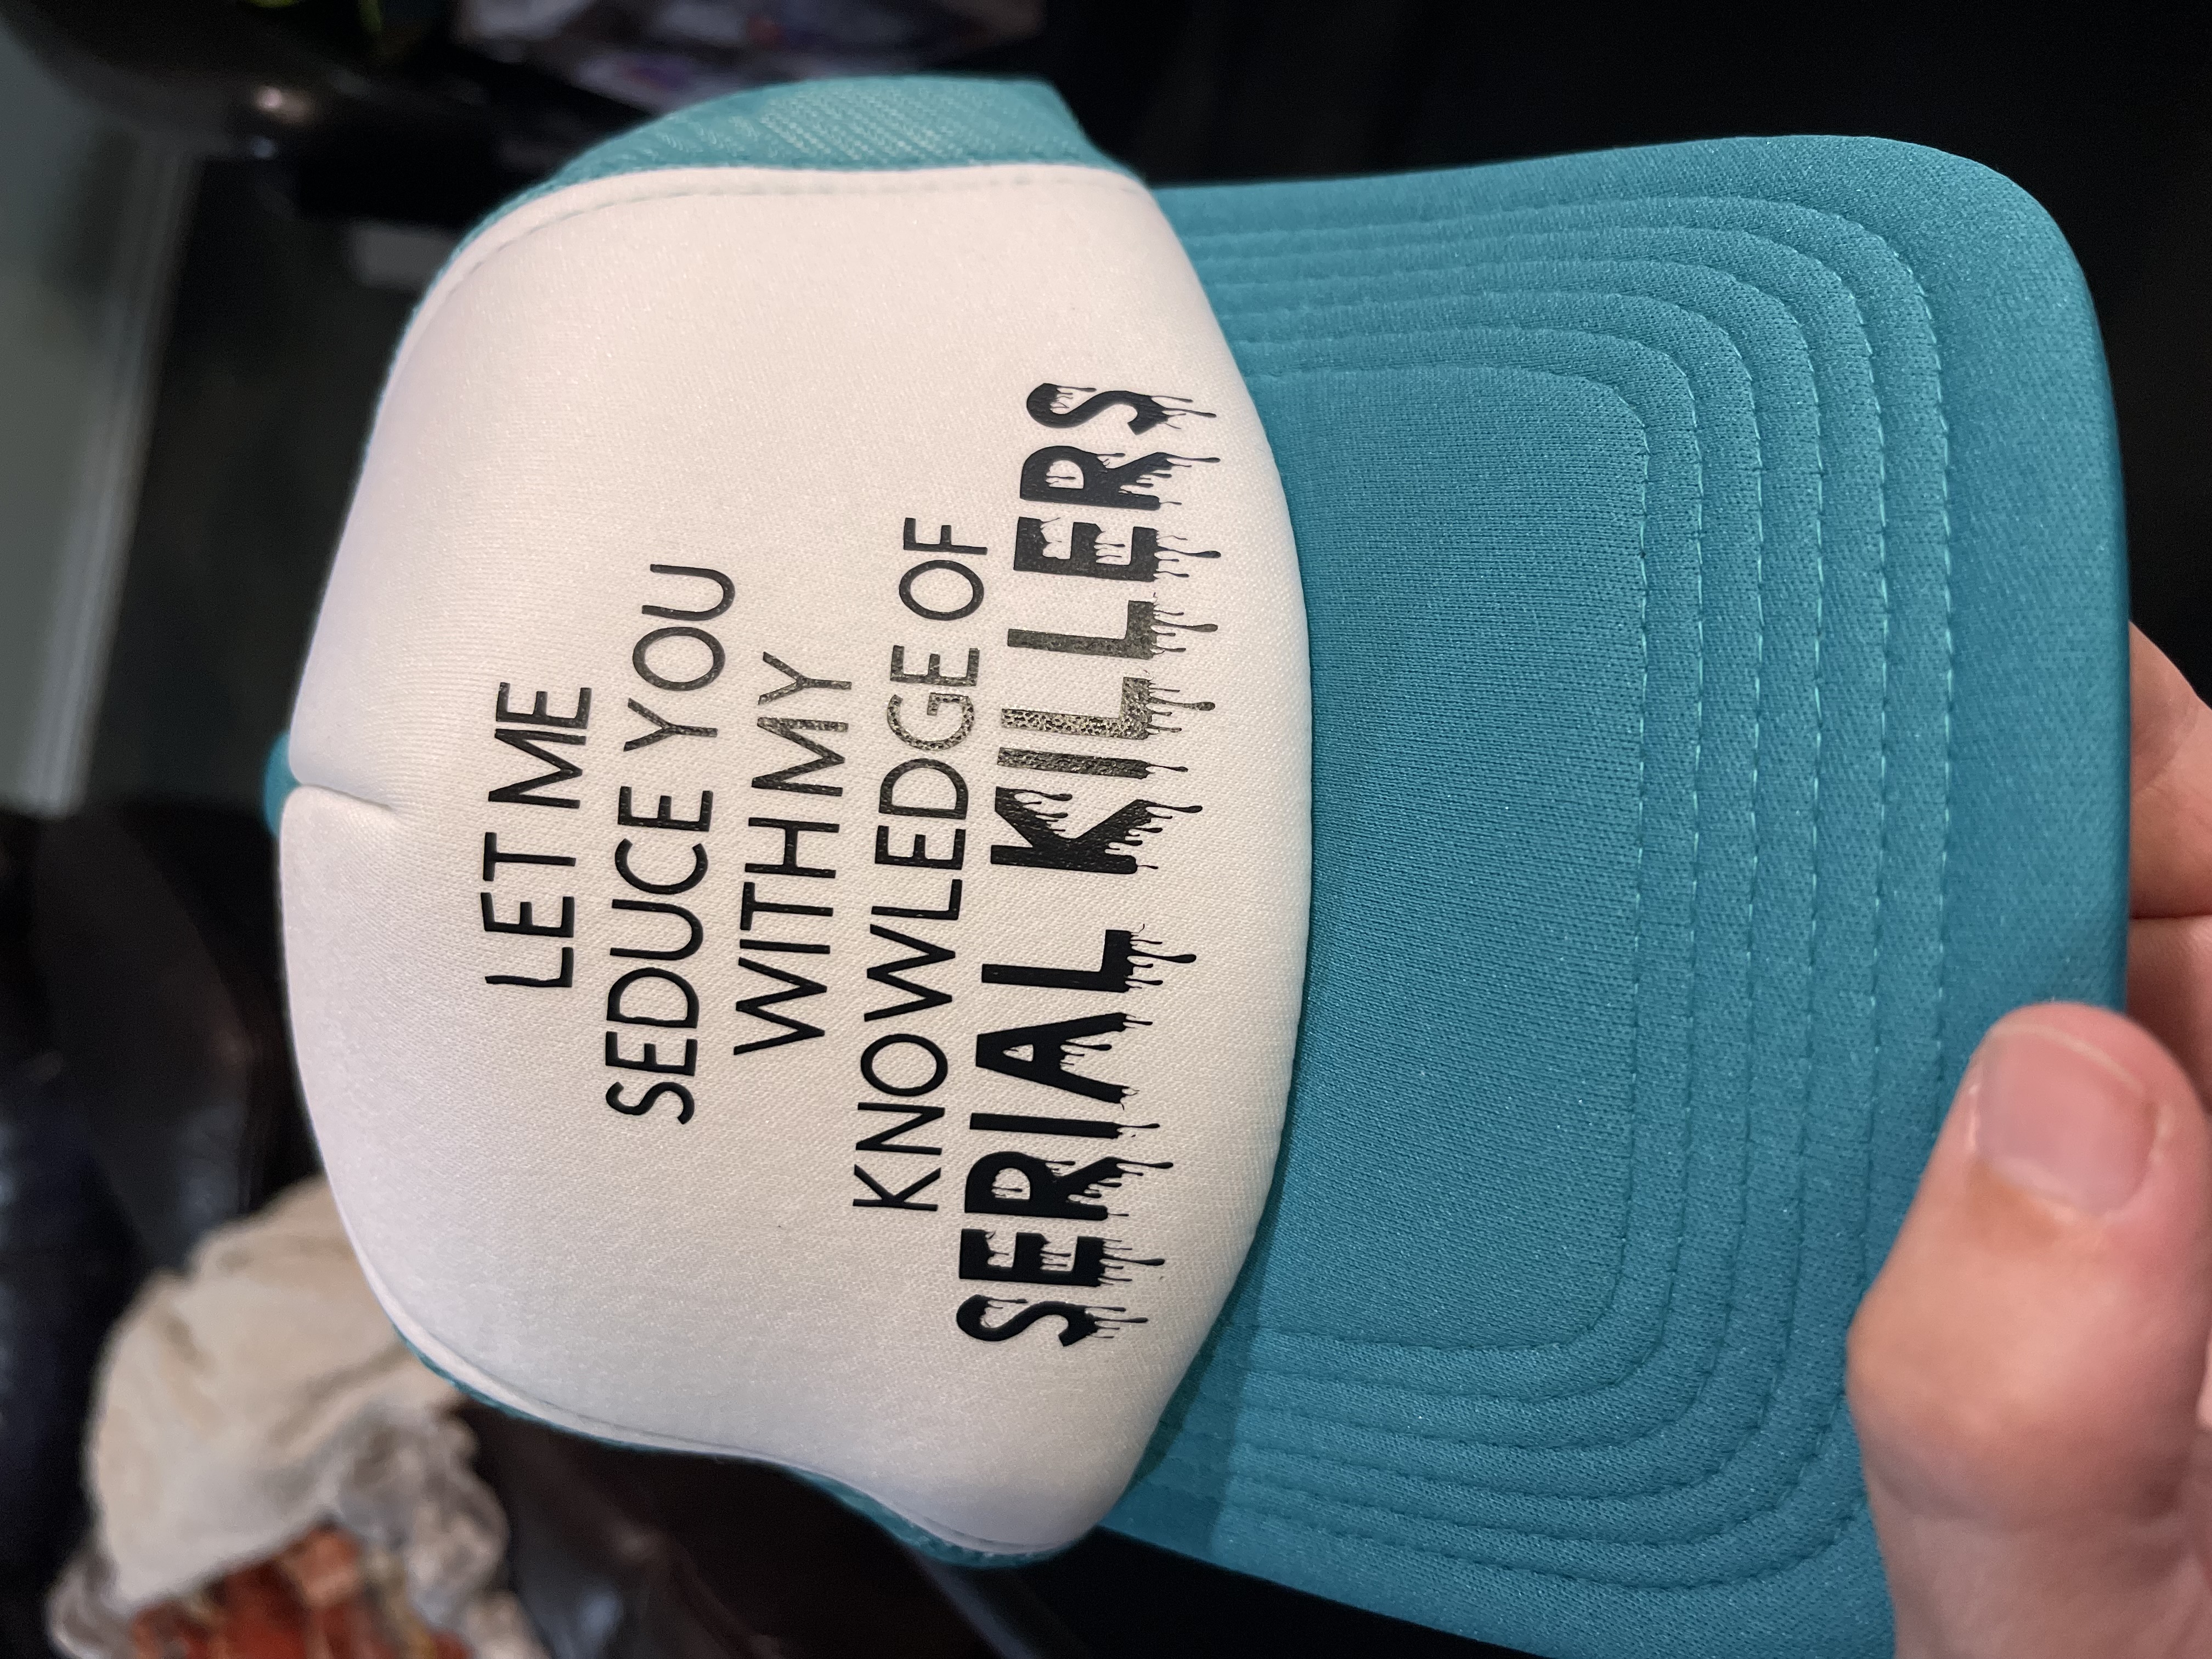 LET ME
SEDUCE YOU
WITH MY
KNOWLEDGE OF
SERIAL KILLERS